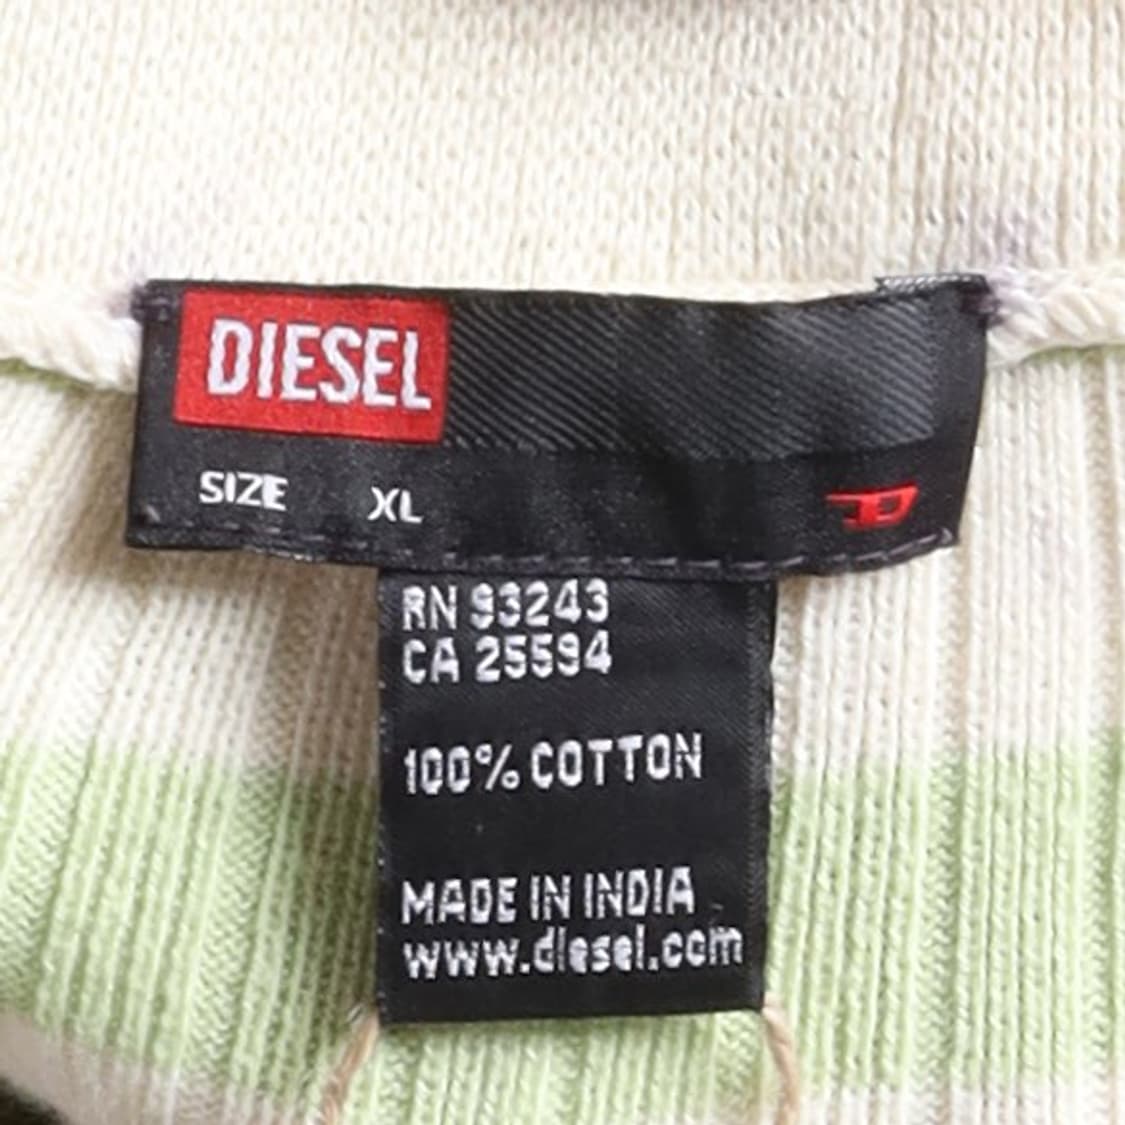 DIESEL
SIZE XL
RN 93243
CA 25594
100% COTTON
MADE IN INDIA
www.diesel.com